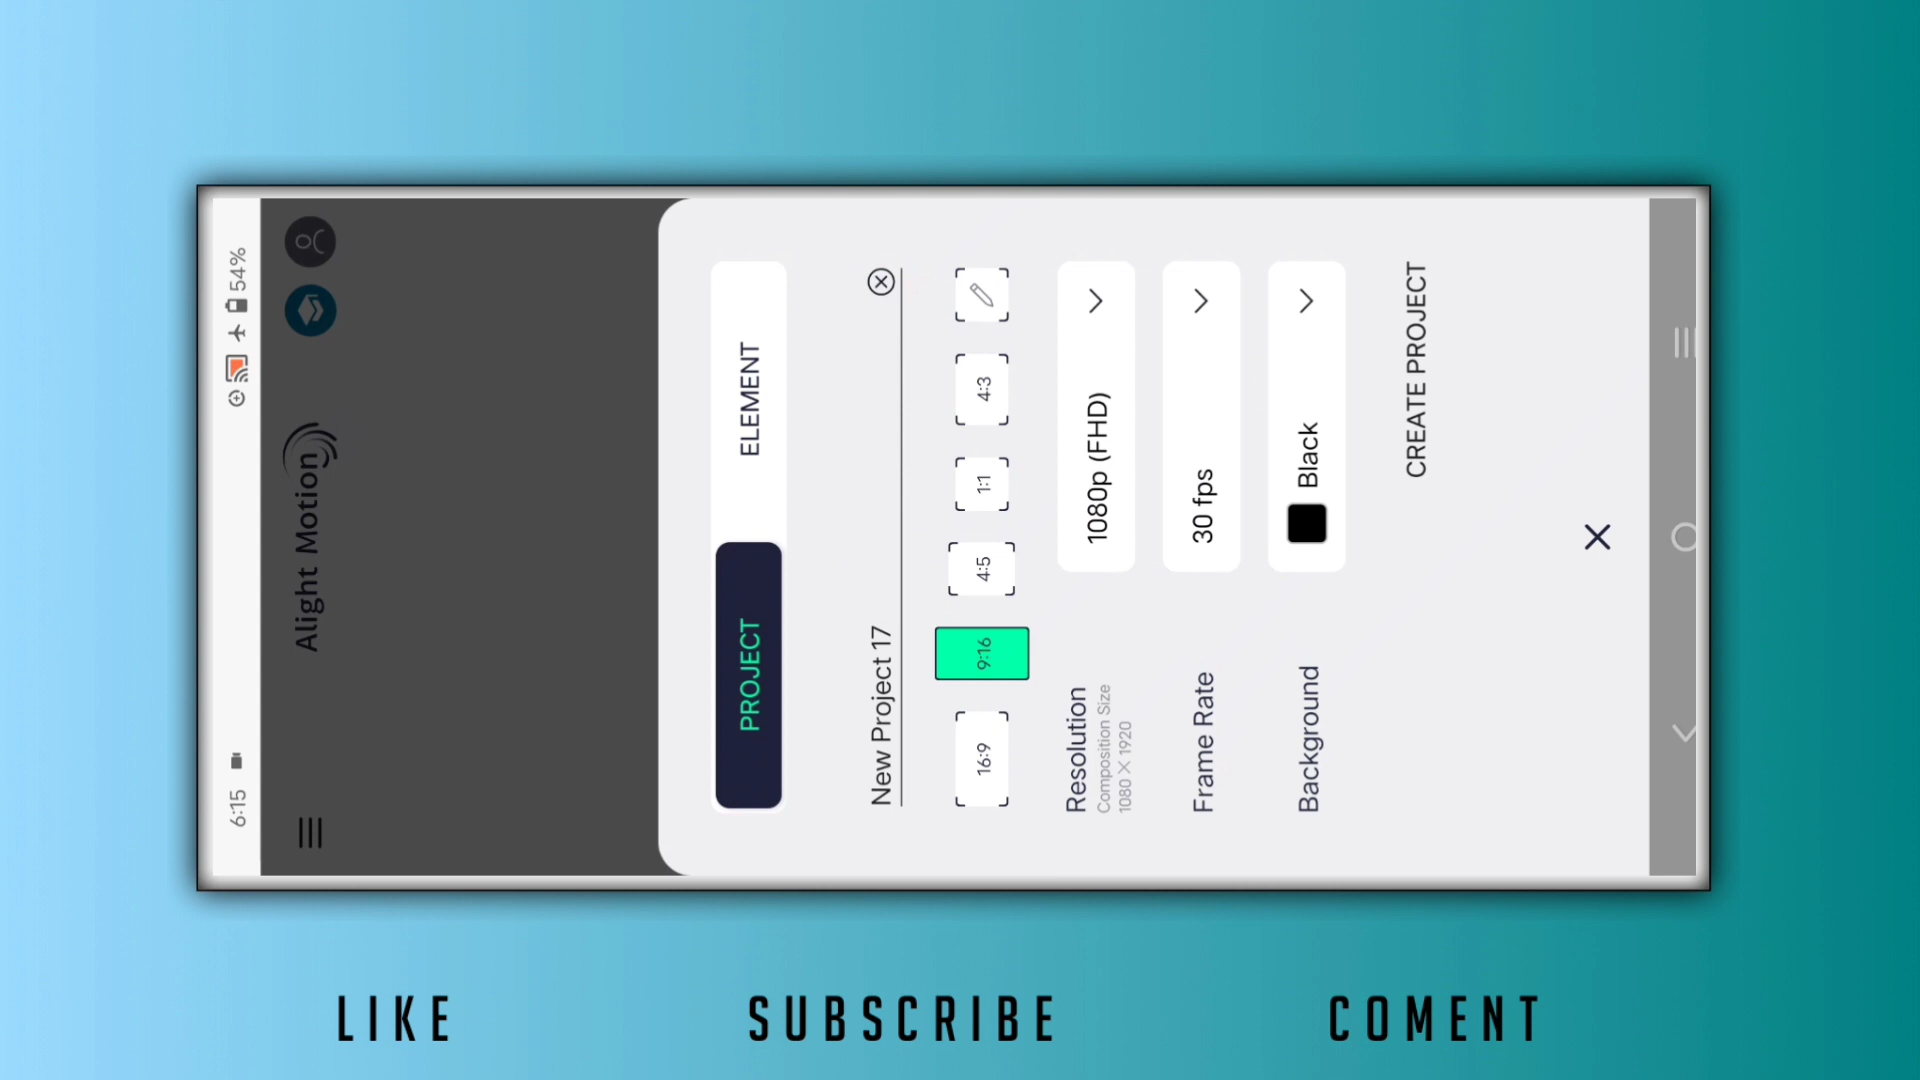 6:15
54%
Alight Motion
PROJECT
ELEMENT
New Project 17
16:9
9:16
4:5
1:1
4:3
Resolution
Composition Size
1080 × 1920
1080p (FHD)
Frame Rate
30 fps
Background
Black
CREATE PROJECT
LIKE
SUBSCRIBE
COMENT